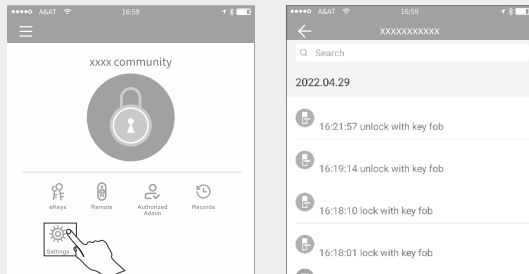 A&AT 16:59
xxxx community
eKeys Remote Authorized Admin Records
Settings
A&AT 16:59
XXXXXXXXXXX
Search
2022.04.29
16:21:57 unlock with key fob
16:19:14 unlock with key fob
16:18:10 lock with key fob
16:18:01 lock with key fob